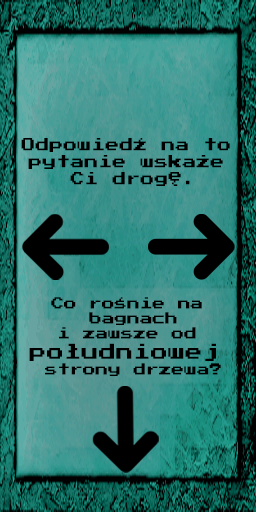 Odpowiedź na to
pytanie wskaże
Ci drogę.
Co rośnie na
bagnach
i zawsze od
południowej
strony drzewa?